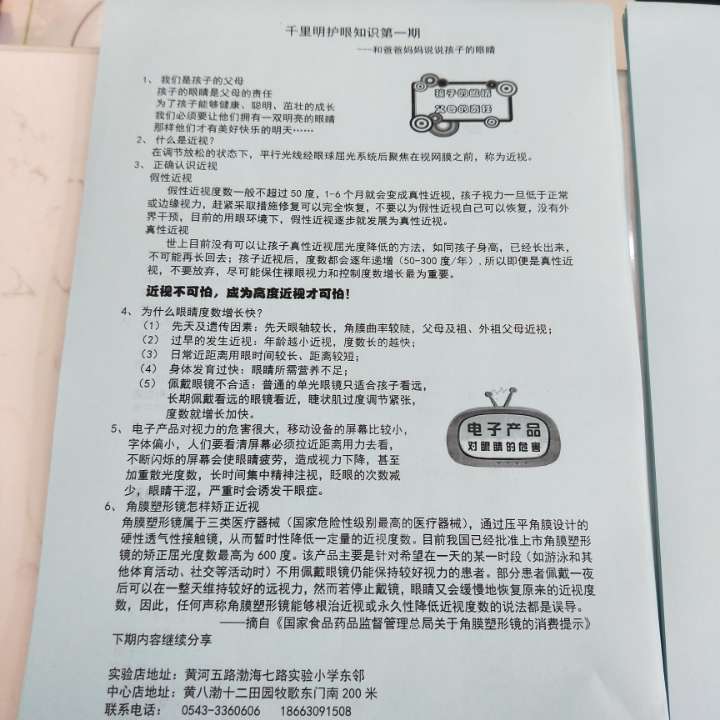 千里明护眼知识第一期
---和爸爸妈妈说说孩子的眼睛
1、 我们是孩子的父母
孩子的眼睛是父母的责任
为了孩子能够健康、聪明、茁壮的成长
我们必须要让他们拥有一双明亮的眼睛
那样他们才有美好快乐的明天……
孩子的眼睛
父母的责任
2、 什么是近视?
在调节放松的状态下, 平行光线经眼球屈光系统后聚焦在视网膜之前, 称为近视。
3、 正确认识近视
假性近视
假性近视度数一般不超过 50 度, 1-6 个月就会变成真性近视, 孩子视力一旦低于正常
或边缘视力, 赶紧采取措施修复可以完全恢复, 不要以为假性近视自己可以恢复, 没有外
界干预, 目前的用眼环境下, 假性近视逐步就发展为真性近视。
真性近视
世上目前没有可以让孩子真性近视屈光度降低的方法, 如同孩子身高, 已经长出来,
不可能再长回去; 孩子近视后, 度数都会逐年递增 (50-300 度/年) , 所以即便是真性近
视, 不要放弃, 尽可能保住裸眼视力和控制度数增长最为重要。
近视不可怕, 成为高度近视才可怕!
4、 为什么眼睛度数增长快?
(1) 先天及遗传因素: 先天眼轴较长, 角膜曲率较陡, 父母及祖、外祖父母近视;
(2) 过早的发生近视: 年龄越小近视, 度数长的越快;
(3) 日常近距离用眼时间较长、距离较短;
(4) 身体发育过快: 眼睛所需营养不足;
(5) 佩戴眼镜不合适: 普通的单光眼镜只适合孩子看远,
长期佩戴看远的眼镜看近, 睫状肌过度调节紧张,
度数就增长加快。
电子产品
对眼睛的危害
5、 电子产品对视力的危害很大, 移动设备的屏幕比较小,
字体偏小, 人们要看清屏幕必须拉近距离用力去看,
不断闪烁的屏幕会使眼睛疲劳, 造成视力下降, 甚至
加重散光度数, 长时间集中精神注视, 眨眼的次数减
少, 眼睛干涩, 严重时会诱发干眼症。
6、 角膜塑形镜怎样矫正近视
角膜塑形镜属于三类医疗器械 (国家危险性级别最高的医疗器械) , 通过压平角膜设计的
硬性透气性接触镜, 从而暂时性降低一定量的近视度数。目前我国已经批准上市角膜塑形
镜的矫正屈光度数最高为 600 度。该产品主要是针对希望在一天的某一时段 (如游泳和其
他体育活动、社交等活动时) 不用佩戴眼镜仍能保持较好视力的患者。部分患者佩戴一夜
后可以在一整天维持较好的远视力, 然而若停止戴镜, 眼睛又会缓慢地恢复原来的近视度
数, 因此, 任何声称角膜塑形镜能够根治近视或永久性降低近视度数的说法都是误导。
——摘自《国家食品药品监督管理总局关于角膜塑形镜的消费提示》
下期内容继续分享
实验店地址: 黄河五路渤海七路实验小学东邻
中心店地址: 黄八渤十二田园牧歌东门南 200 米
联系电话: 0543-3360606 18663091508